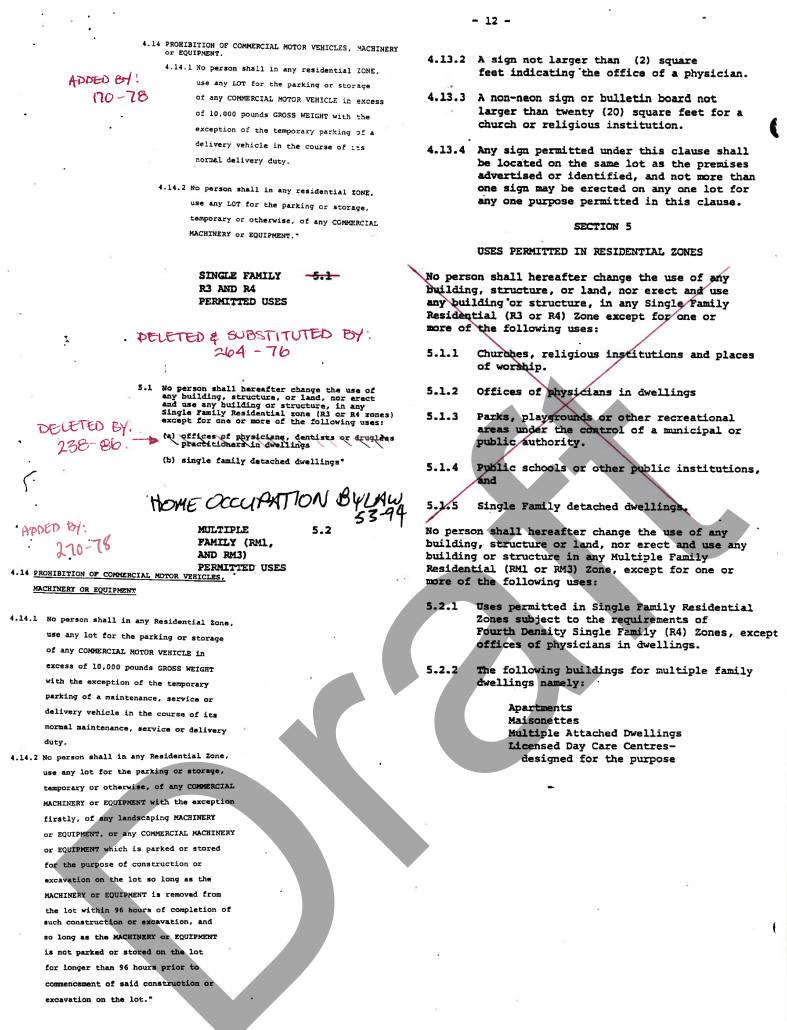 - 12 -
4.14 PROHIBITION OF COMMERCIAL MOTOR VEHICLES, MACHINERY
or EQUIPMENT.
ADDED BY:
170-78
4.14.1 No person shall in any residential ZONE,
use any LOT for the parking or storage
of any COMMERCIAL MOTOR VEHICLE in excess
of 10,000 pounds GROSS WEIGHT with the
exception of the temporary parking of a
delivery vehicle in the course of its
normal delivery duty.
4.14.2 No person shall in any residential ZONE,
use any LOT for the parking or storage,
temporary or otherwise, of any COMMERCIAL
MACHINERY or EQUIPMENT."
SINGLE FAMILY 5.1
R3 AND R4
PERMITTED USES
DELETED & SUBSTITUTED BY:
264-76
5.1 No person shall hereafter change the use of
any building, structure, or land, nor erect
and use any building or structure, in any
Single Family Residential zone (R3 or R4 zones)
except for one or more of the following uses:
DELETED BY.
238-86
(a) offices of physicians, dentists or drugless
practitioners in dwellings
(b) single family detached dwellings"
HOME OCCUPATION BYLAW
53-94
ADDED BY:
270-78
MULTIPLE 5.2
FAMILY (RM1,
AND RM3)
PERMITTED USES
4.14 PROHIBITION OF COMMERCIAL MOTOR VEHICLES,
MACHINERY OR EQUIPMENT
4.14.1 No person shall in any Residential Zone,
use any lot for the parking or storage
of any COMMERCIAL MOTOR VEHICLE in
excess of 10,000 pounds GROSS WEIGHT
with the exception of the temporary
parking of a maintenance, service or
delivery vehicle in the course of its
normal maintenance, service or delivery
duty.
4.14.2 No person shall in any Residential Zone,
use any lot for the parking or storage,
temporary or otherwise, of any COMMERCIAL
MACHINERY or EQUIPMENT with the exception
firstly, of any landscaping MACHINERY
or EQUIPMENT, or any COMMERCIAL MACHINERY
or EQUIPMENT which is parked or stored
for the purpose of construction or
excavation on the lot so long as the
MACHINERY or EQUIPMENT is removed from
the lot within 96 hours of completion of
such construction or excavation, and
so long as the MACHINERY or EQUIPMENT
is not parked or stored on the lot
for longer than 96 hours prior to
commencement of said construction or
excavation on the lot."
4.13.2 A sign not larger than (2) square
feet indicating the office of a physician.
4.13.3 A non-neon sign or bulletin board not
larger than twenty (20) square feet for a
church or religious institution.
4.13.4 Any sign permitted under this clause shall
be located on the same lot as the premises
advertised or identified, and not more than
one sign may be erected on any one lot for
any one purpose permitted in this clause.
SECTION 5
USES PERMITTED IN RESIDENTIAL ZONES
No person shall hereafter change the use of any
building, structure, or land, nor erect and use
any building or structure, in any Single Family
Residential (R3 or R4) Zone except for one or
more of the following uses:
5.1.1 Churches, religious institutions and places
of worship.
5.1.2 Offices of physicians in dwellings
5.1.3 Parks, playgrounds or other recreational
areas under the control of a municipal or
public authority.
5.1.4 Public schools or other public institutions,
and
5.1.5 Single Family detached dwellings.
No person shall hereafter change the use of any
building, structure or land, nor erect and use any
building or structure in any Multiple Family
Residential (RM1 or RM3) Zone, except for one or
more of the following uses:
5.2.1 Uses permitted in Single Family Residential
Zones subject to the requirements of
Fourth Density Single Family (R4) Zones, except
offices of physicians in dwellings.
5.2.2 The following buildings for multiple family
dwellings namely:
Apartments
Maisonettes
Multiple Attached Dwellings
Licensed Day Care Centres-
designed for the purpose
Draft